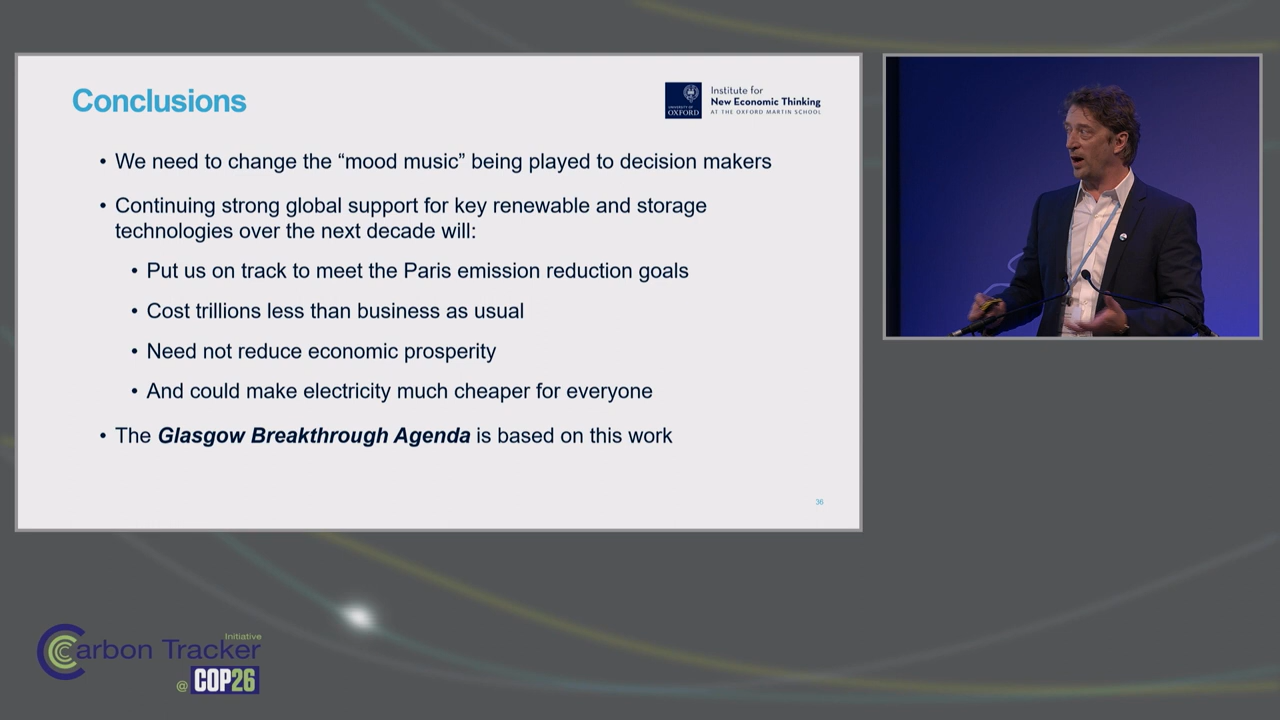 Conclusions
UNIVERSITY OF
OXFORD
Institute for
New Economic Thinking
AT THE OXFORD MARTIN SCHOOL
• We need to change the “mood music” being played to decision makers
• Continuing strong global support for key renewable and storage
technologies over the next decade will:
• Put us on track to meet the Paris emission reduction goals
• Cost trillions less than business as usual
• Need not reduce economic prosperity
• And could make electricity much cheaper for everyone
• The Glasgow Breakthrough Agenda is based on this work
36
Initiative
Carbon Tracker
@ COP26